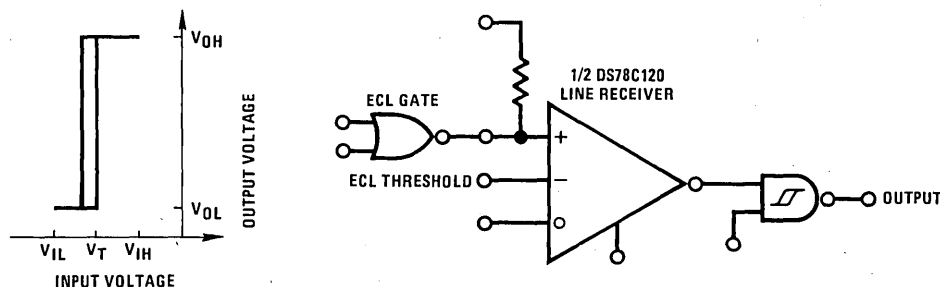 V_OH
V_OL
OUTPUT VOLTAGE
V_IL V_T V_IH
INPUT VOLTAGE
ECL GATE
1/2 DS78C120
LINE RECEIVER
+
ECL THRESHOLD
−
OUTPUT